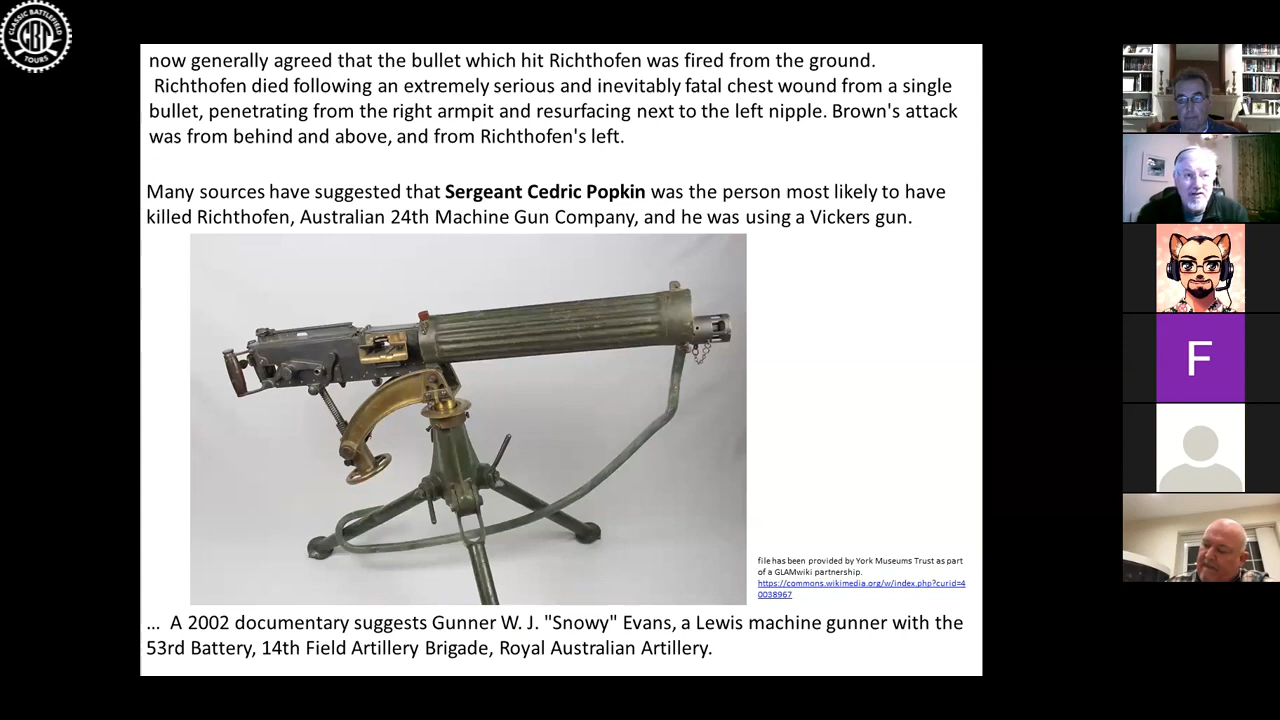 CLASSIC BATTLEFIELD
CBT
TOURS
now generally agreed that the bullet which hit Richthofen was fired from the ground.
Richthofen died following an extremely serious and inevitably fatal chest wound from a single
bullet, penetrating from the right armpit and resurfacing next to the left nipple. Brown's attack
was from behind and above, and from Richthofen's left.
Many sources have suggested that Sergeant Cedric Popkin was the person most likely to have
killed Richthofen, Australian 24th Machine Gun Company, and he was using a Vickers gun.
file has been provided by York Museums Trust as part
of a GLAMwiki partnership.
https://commons.wikimedia.org/w/index.php?curid=4
0038967
... A 2002 documentary suggests Gunner W. J. "Snowy" Evans, a Lewis machine gunner with the
53rd Battery, 14th Field Artillery Brigade, Royal Australian Artillery.
F